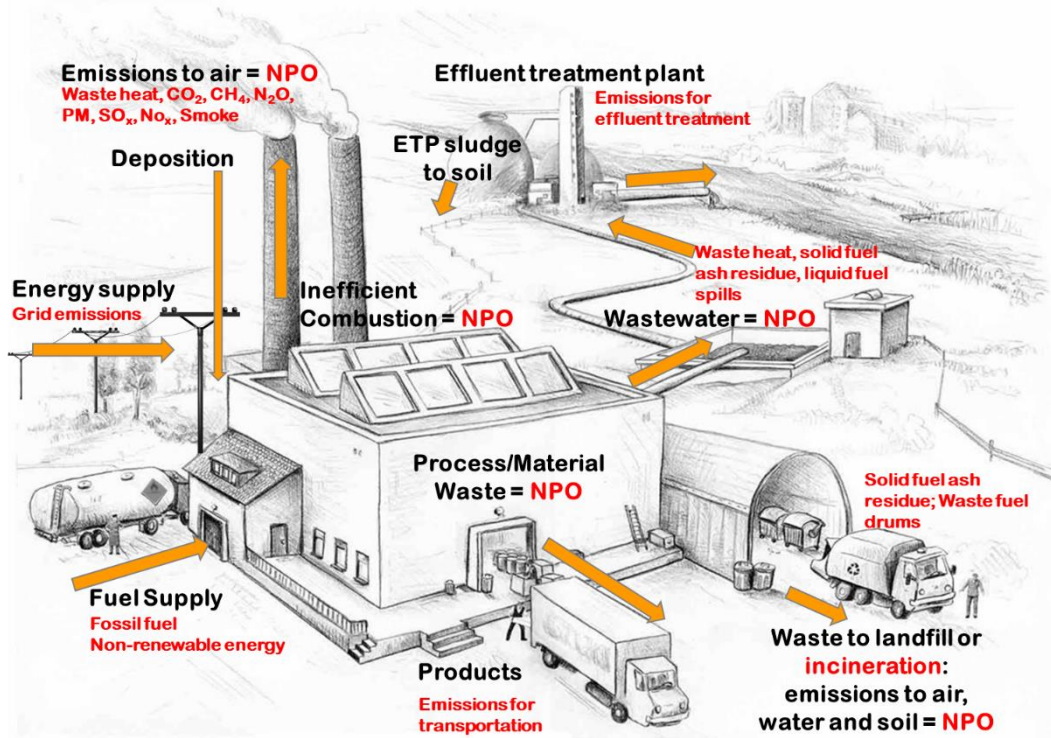 Emissions to air = NPO
Waste heat, CO₂, CH₄, N₂O,
PM, SOₓ, Noₓ, Smoke
Deposition
Effluent treatment plant
Emissions for
effluent treatment
ETP sludge
to soil
Waste heat, solid fuel
ash residue, liquid fuel
spills
Wastewater = NPO
Energy supply
Grid emissions
Inefficient
Combustion = NPO
Process/Material
Waste = NPO
Solid fuel ash
residue; Waste fuel
drums
Fuel Supply
Fossil fuel
Non-renewable energy
Products
Emissions for
transportation
Waste to landfill or
incineration:
emissions to air,
water and soil = NPO